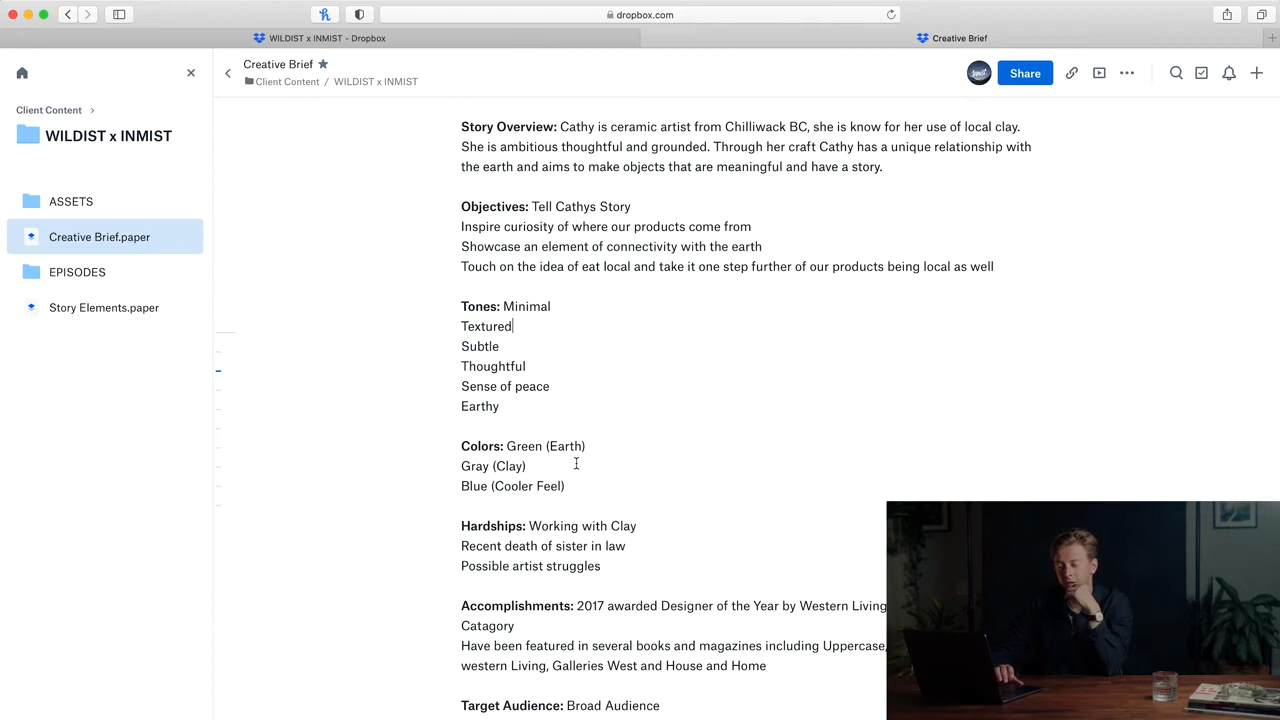 dropbox.com
WILDIST x INMIST - Dropbox
Creative Brief
Creative Brief
Client Content / WILDIST x INMIST
Share
Client Content
WILDIST x INMIST
ASSETS
Creative Brief.paper
EPISODES
Story Elements.paper
Story Overview: Cathy is ceramic artist from Chilliwack BC, she is know for her use of local clay.
She is ambitious thoughtful and grounded. Through her craft Cathy has a unique relationship with
the earth and aims to make objects that are meaningful and have a story.
Objectives: Tell Cathys Story
Inspire curiosity of where our products come from
Showcase an element of connectivity with the earth
Touch on the idea of eat local and take it one step further of our products being local as well
Tones: Minimal
Textured
Subtle
Thoughtful
Sense of peace
Earthy
Colors: Green (Earth)
Gray (Clay)
Blue (Cooler Feel)
Hardships: Working with Clay
Recent death of sister in law
Possible artist struggles
Accomplishments: 2017 awarded Designer of the Year by Western Living
Catagory
Have been featured in several books and magazines including Uppercase,
western Living, Galleries West and House and Home
Target Audience: Broad Audience